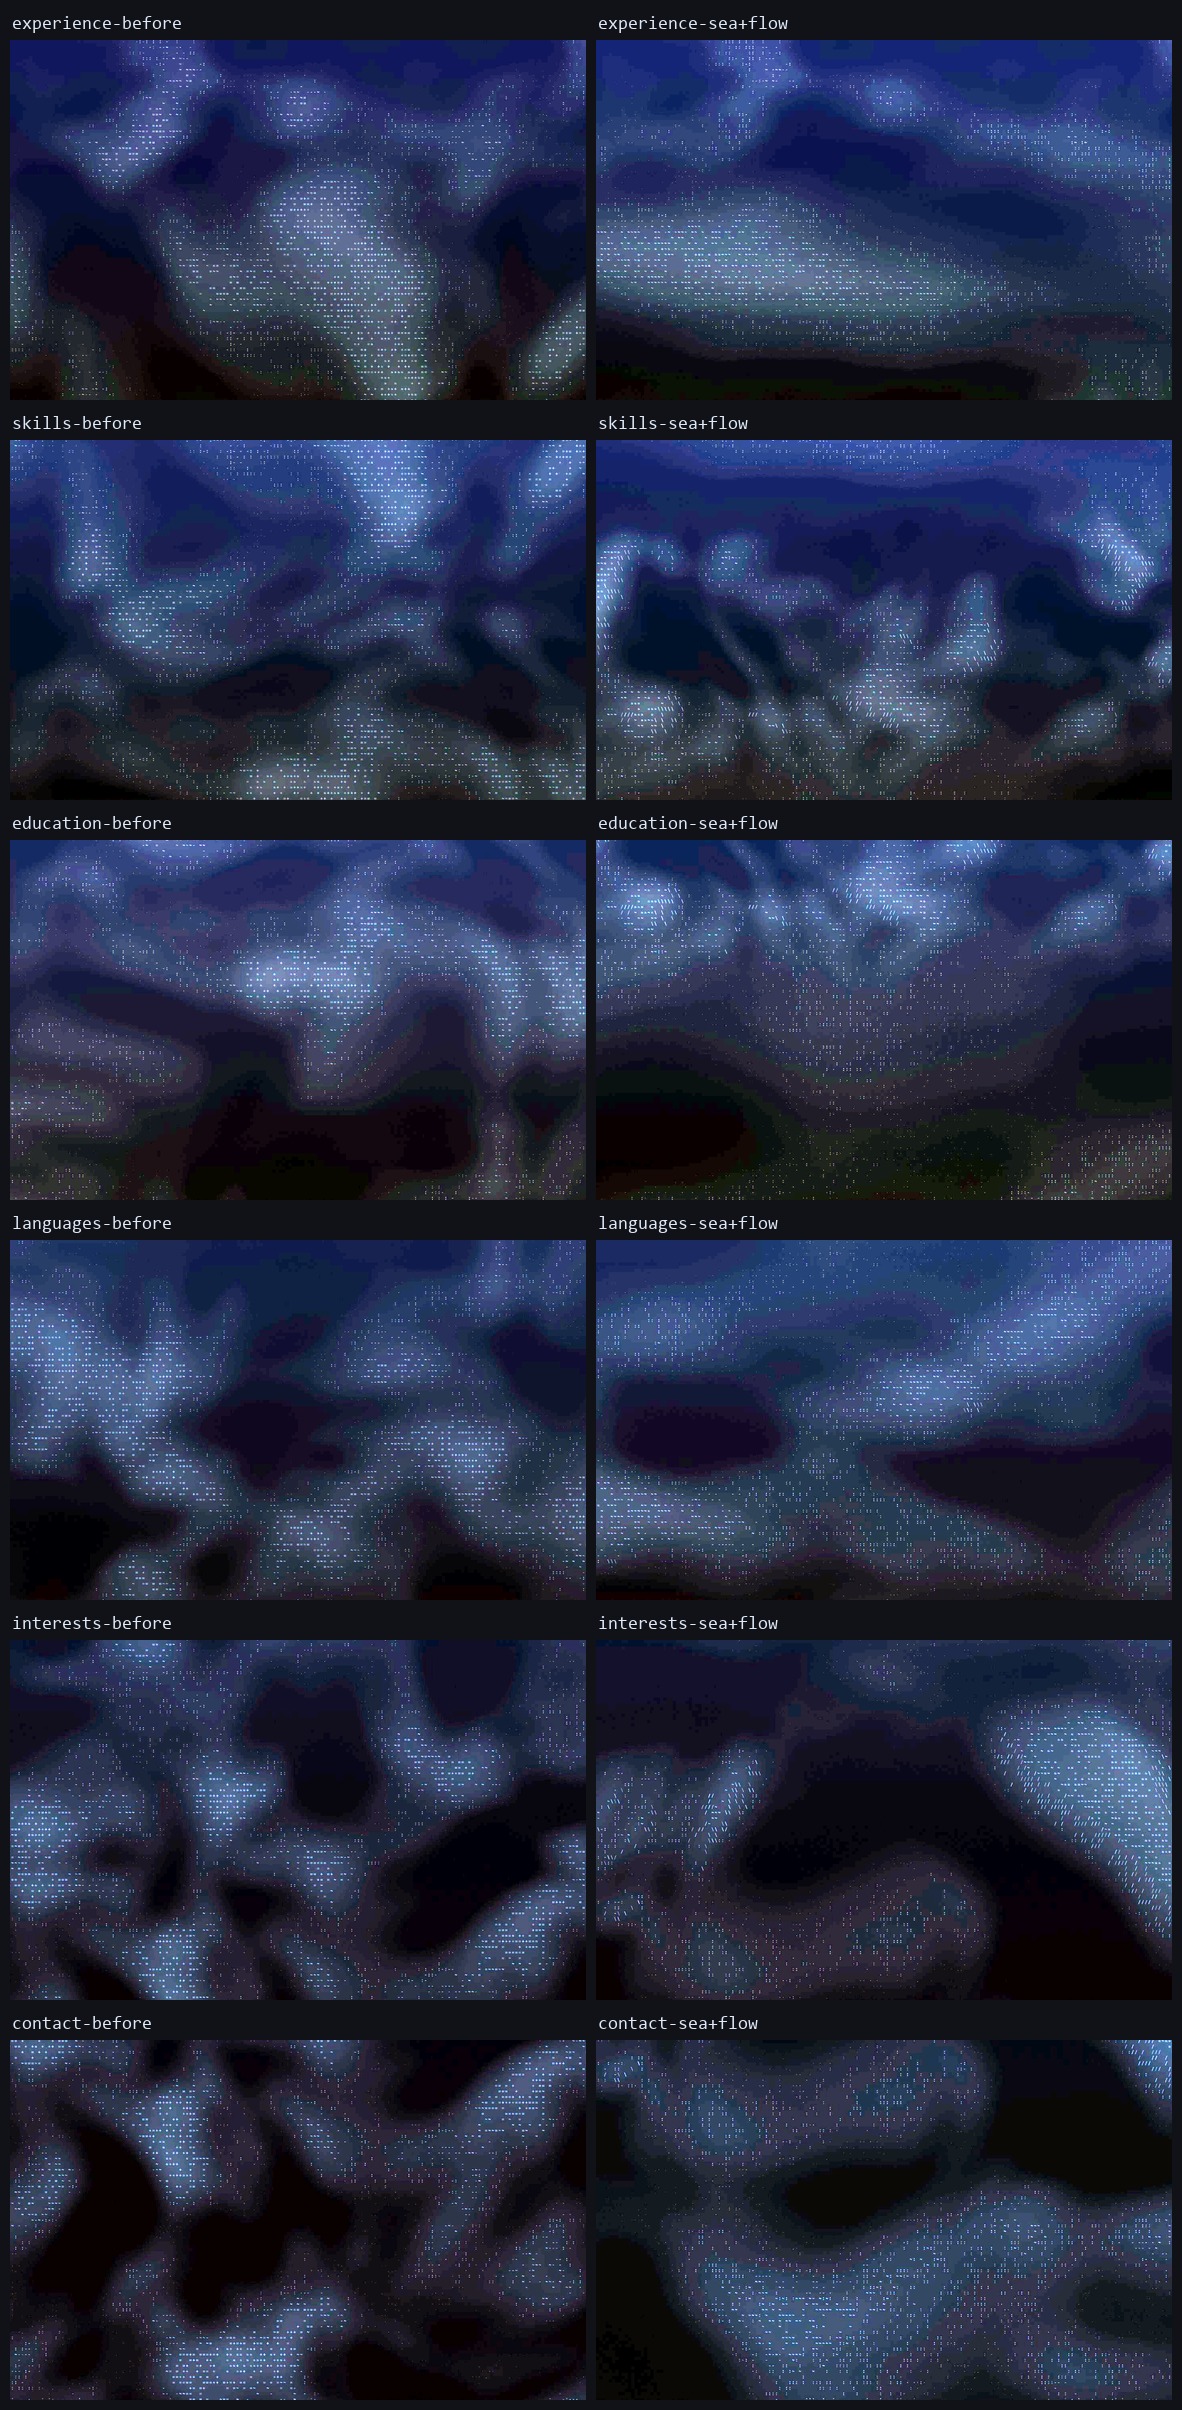 experience-before
experience-sea+flow
skills-before
skills-sea+flow
education-before
education-sea+flow
languages-before
languages-sea+flow
interests-before
interests-sea+flow
contact-before
contact-sea+flow